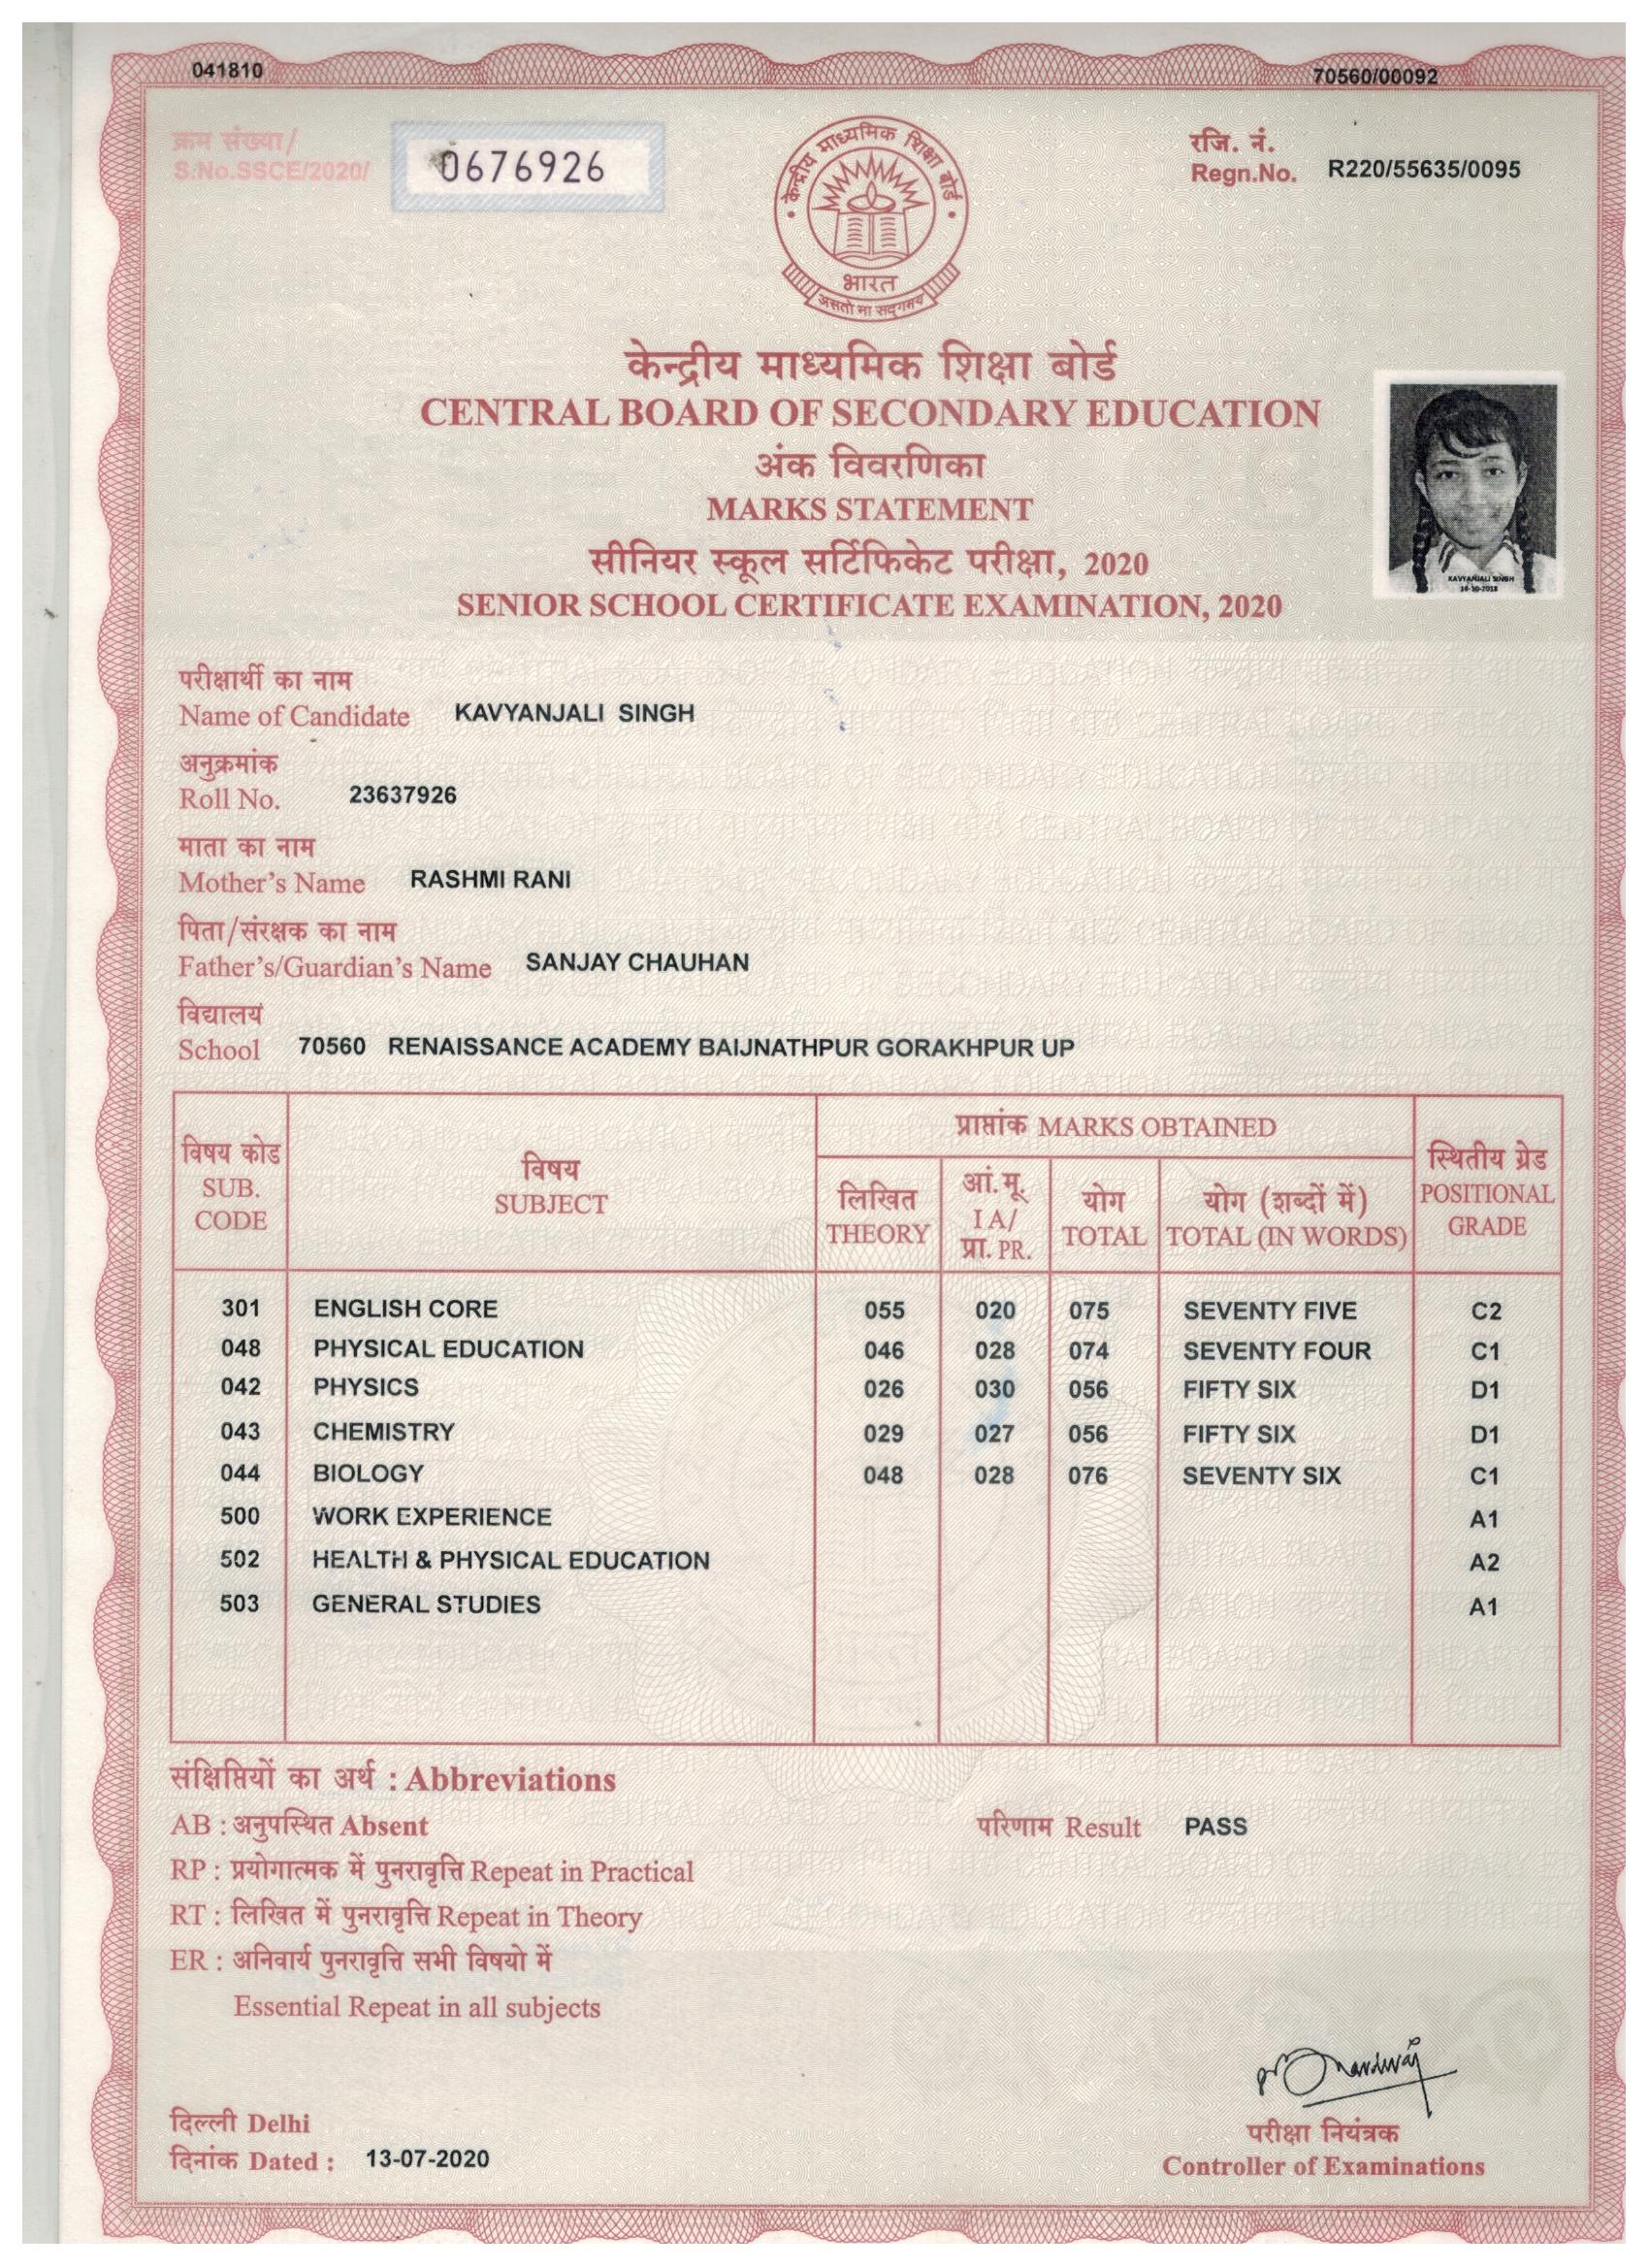 041810
70560/00092
क्रम संख्या/
S.No.SSCE/2020/
0676926
रजि. नं.
Regn.No. R220/55635/0095
केन्द्रीय माध्यमिक शिक्षा बोर्ड
भारत
असतो मा सद्गमय
केन्द्रीय माध्यमिक शिक्षा बोर्ड
CENTRAL BOARD OF SECONDARY EDUCATION
अंक विवरणिका
MARKS STATEMENT
सीनियर स्कूल सर्टिफिकेट परीक्षा, 2020
SENIOR SCHOOL CERTIFICATE EXAMINATION, 2020
KAVYANJALI SINGH
परीक्षार्थी का नाम
Name of Candidate KAVYANJALI SINGH
अनुक्रमांक
Roll No. 23637926
माता का नाम
Mother's Name RASHMI RANI
पिता/संरक्षक का नाम
Father's/Guardian's Name SANJAY CHAUHAN
विद्यालय
School 70560 RENAISSANCE ACADEMY BAIJNATHPUR GORAKHPUR UP
विषय कोड
SUB.
CODE
विषय
SUBJECT
प्राप्तांक MARKS OBTAINED
लिखित
THEORY
आं.मू.
I A/
प्रा. PR.
योग
TOTAL
योग (शब्दों में)
TOTAL (IN WORDS)
स्थितीय ग्रेड
POSITIONAL
GRADE
301 ENGLISH CORE 055 020 075 SEVENTY FIVE C2
048 PHYSICAL EDUCATION 046 028 074 SEVENTY FOUR C1
042 PHYSICS 026 030 056 FIFTY SIX D1
043 CHEMISTRY 029 027 056 FIFTY SIX D1
044 BIOLOGY 048 028 076 SEVENTY SIX C1
500 WORK EXPERIENCE A1
502 HEALTH & PHYSICAL EDUCATION A2
503 GENERAL STUDIES A1
संक्षिप्तियों का अर्थ : Abbreviations
AB : अनुपस्थित Absent
परिणाम Result PASS
RP : प्रयोगात्मक में पुनरावृत्ति Repeat in Practical
RT : लिखित में पुनरावृत्ति Repeat in Theory
ER : अनिवार्य पुनरावृत्ति सभी विषयो में
Essential Repeat in all subjects
दिल्ली Delhi
दिनांक Dated : 13-07-2020
परीक्षा नियंत्रक
Controller of Examinations